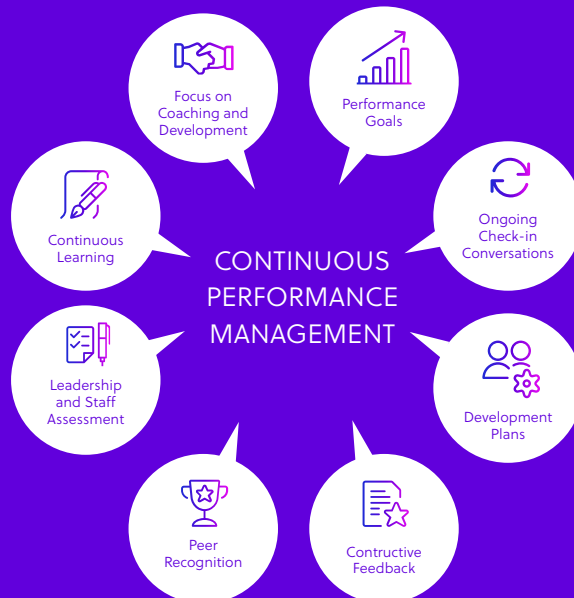 Focus on
Coaching and
Development
Performance
Goals
Continuous
Learning
Ongoing
Check-in
Conversations
CONTINUOUS
PERFORMANCE
MANAGEMENT
Leadership
and Staff
Assessment
Development
Plans
Peer
Recognition
Contructive
Feedback